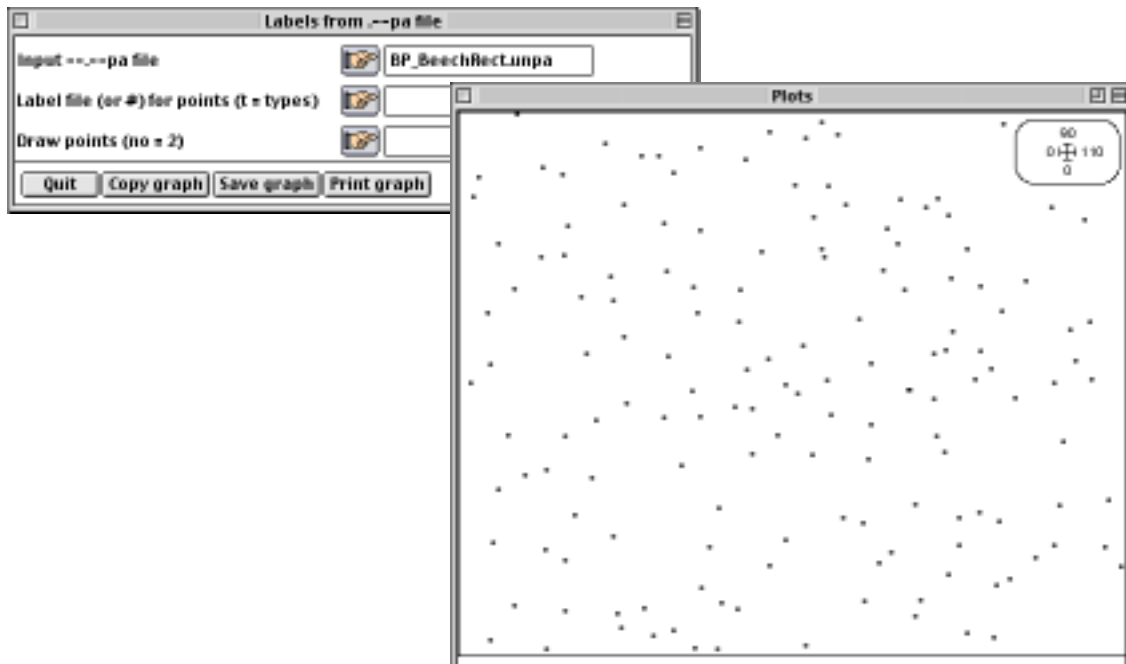 Labels from .--pa file
Input --.--pa file
BP_BeechRect.unpa
Label file (or #) for points (t = types)
Draw points (no = 2)
Quit Copy graph Save graph Print graph
Plots
90
0 110
0